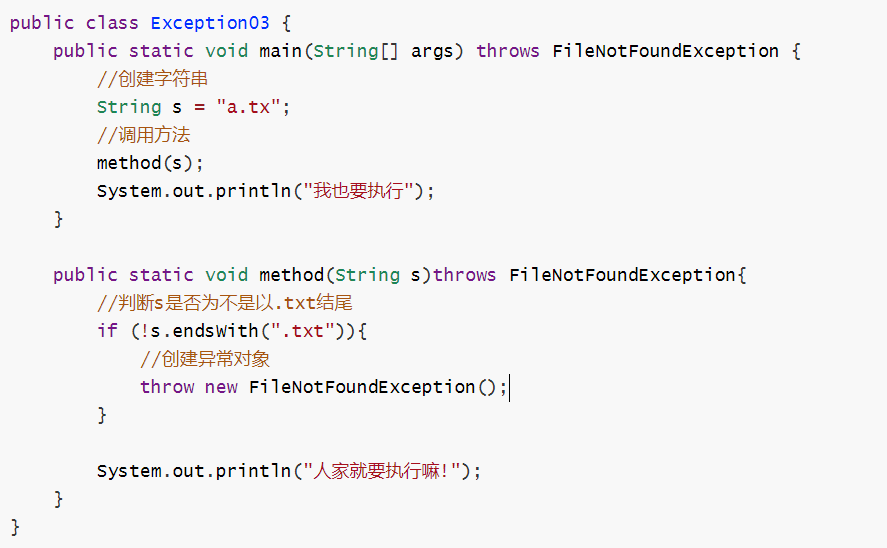 public class Exception03 {
    public static void main(String[] args) throws FileNotFoundException {
        //创建字符串
        String s = "a.tx";
        //调用方法
        method(s);
        System.out.println("我也要执行");
    }

    public static void method(String s)throws FileNotFoundException{
        //判断s是否为不是以.txt结尾
        if (!s.endsWith(".txt")){
            //创建异常对象
            throw new FileNotFoundException();
        }

        System.out.println("人家就要执行嘛!");
    }
}